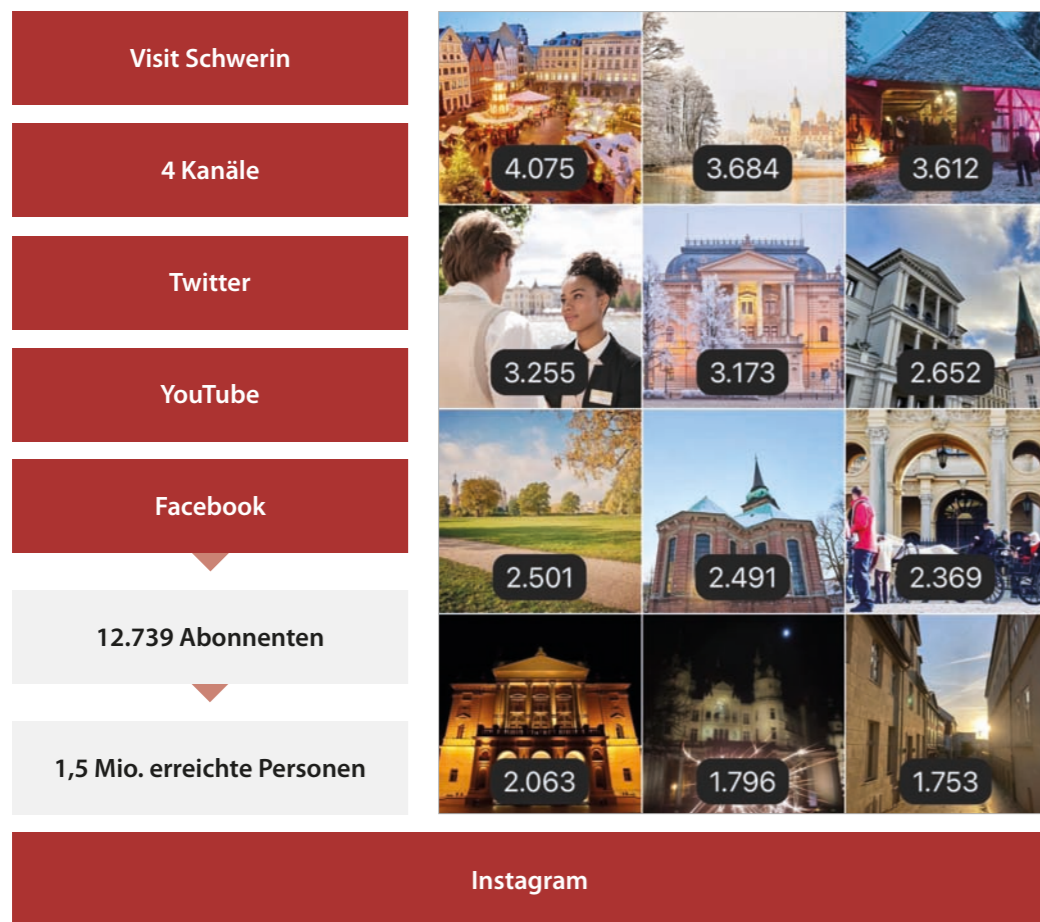 Visit Schwerin
4 Kanäle
Twitter
YouTube
Facebook
12.739 Abonnenten
1,5 Mio. erreichte Personen
4.075
3.684
3.612
3.255
3.173
2.652
2.501
2.491
2.369
2.063
1.796
1.753
Instagram